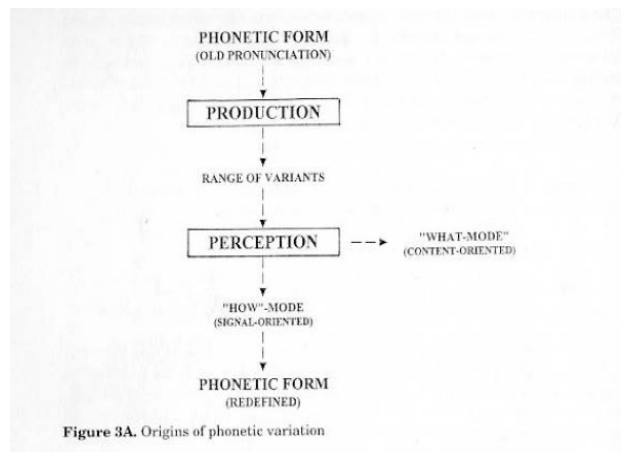 PHONETIC FORM
(OLD PRONUNCIATION)
PRODUCTION
RANGE OF VARIANTS
PERCEPTION
"WHAT-MODE"
(CONTENT-ORIENTED)
"HOW"-MODE
(SIGNAL-ORIENTED)
PHONETIC FORM
(REDEFINED)
Figure 3A. Origins of phonetic variation